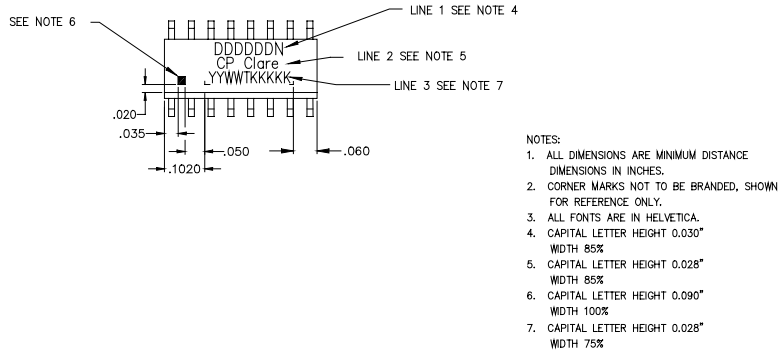 SEE NOTE 6
LINE 1 SEE NOTE 4
DDDDDDN
CP Clare
LINE 2 SEE NOTE 5
YYWWTKKKKK
LINE 3 SEE NOTE 7
.020
.035
.050
.060
.1020
NOTES:
1. ALL DIMENSIONS ARE MINIMUM DISTANCE
DIMENSIONS IN INCHES.
2. CORNER MARKS NOT TO BE BRANDED, SHOWN
FOR REFERENCE ONLY.
3. ALL FONTS ARE IN HELVETICA.
4. CAPITAL LETTER HEIGHT 0.030"
WIDTH 85%
5. CAPITAL LETTER HEIGHT 0.028"
WIDTH 85%
6. CAPITAL LETTER HEIGHT 0.090"
WIDTH 100%
7. CAPITAL LETTER HEIGHT 0.028"
WIDTH 75%